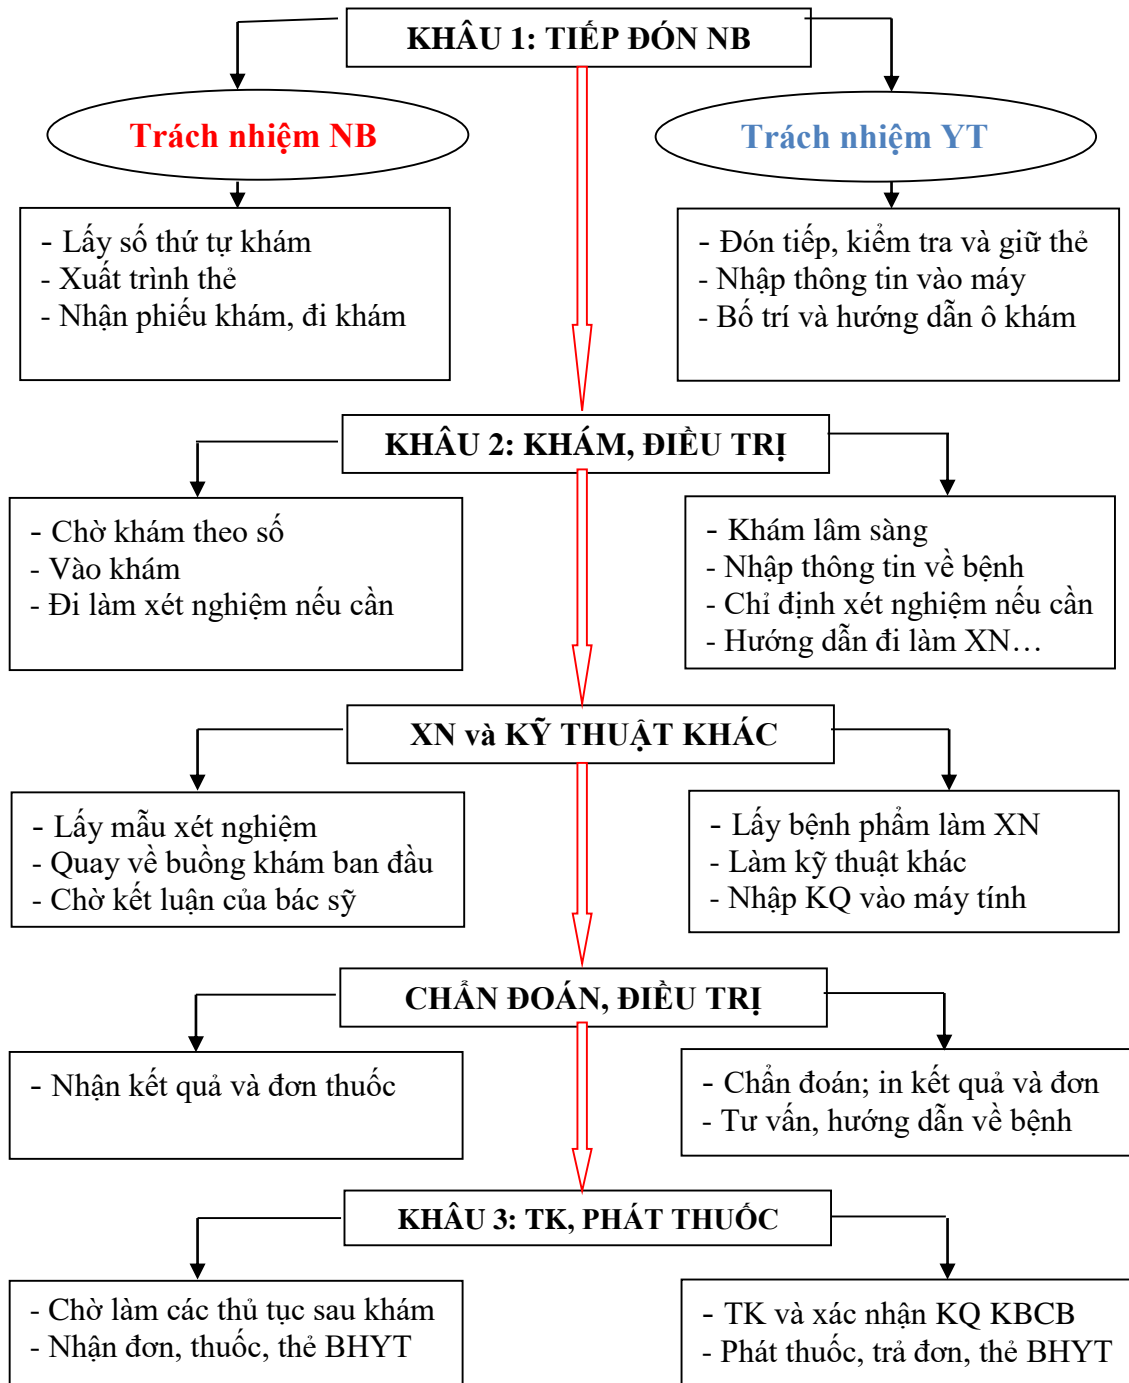 KHÂU 1: TIẾP ĐÓN NB
Trách nhiệm NB
Trách nhiệm YT
- Lấy số thứ tự khám
- Xuất trình thẻ
- Nhận phiếu khám, đi khám
- Đón tiếp, kiểm tra và giữ thẻ
- Nhập thông tin vào máy
- Bố trí và hướng dẫn ô khám
KHÂU 2: KHÁM, ĐIỀU TRỊ
- Chờ khám theo số
- Vào khám
- Đi làm xét nghiệm nếu cần
- Khám lâm sàng
- Nhập thông tin về bệnh
- Chỉ định xét nghiệm nếu cần
- Hướng dẫn đi làm XN…
XN và KỸ THUẬT KHÁC
- Lấy mẫu xét nghiệm
- Quay về buồng khám ban đầu
- Chờ kết luận của bác sỹ
- Lấy bệnh phẩm làm XN
- Làm kỹ thuật khác
- Nhập KQ vào máy tính
CHẨN ĐOÁN, ĐIỀU TRỊ
- Nhận kết quả và đơn thuốc
- Chẩn đoán; in kết quả và đơn
- Tư vấn, hướng dẫn về bệnh
KHÂU 3: TK, PHÁT THUỐC
- Chờ làm các thủ tục sau khám
- Nhận đơn, thuốc, thẻ BHYT
- TK và xác nhận KQ KBCB
- Phát thuốc, trả đơn, thẻ BHYT